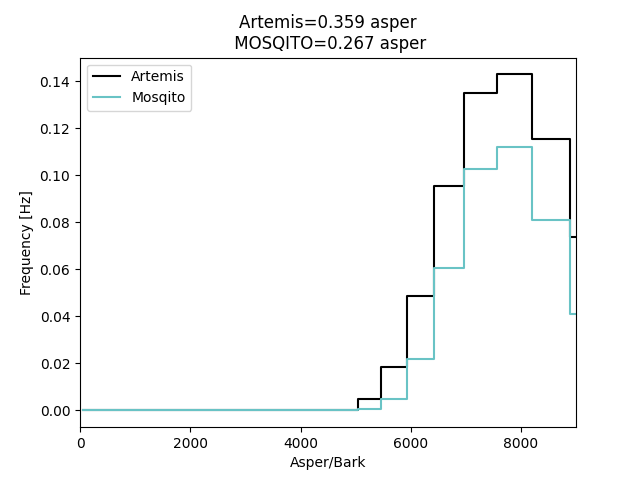 Artemis=0.359 asper
MOSQITO=0.267 asper
Artemis
Mosqito
0.14
0.12
0.10
0.08
0.06
0.04
0.02
0.00
Frequency [Hz]
0 2000 4000 6000 8000
Asper/Bark